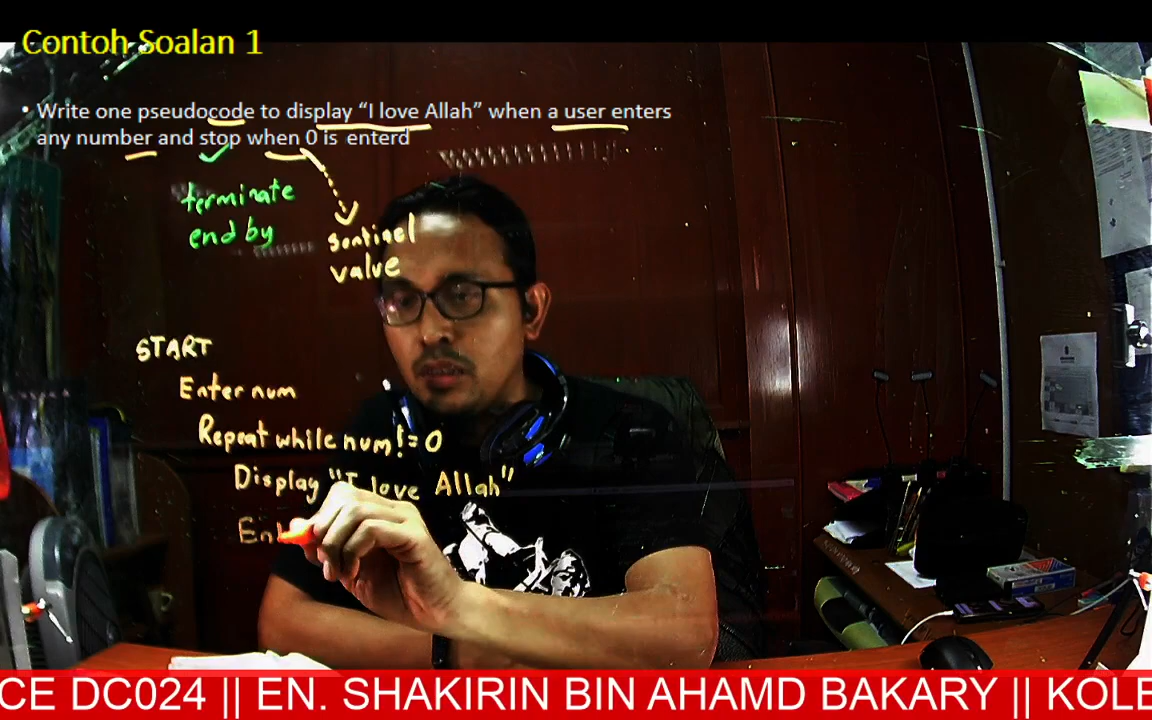 Contoh Soalan 1
• Write one pseudocode to display “I love Allah” when a user enters
any number and stop when 0 is enterd
terminate
end by
sentinel
value
START
Enter num
Repeat while num != 0
Display "I love Allah"
En
CE DC024 || EN. SHAKIRIN BIN AHAMD BAKARY || KOLE